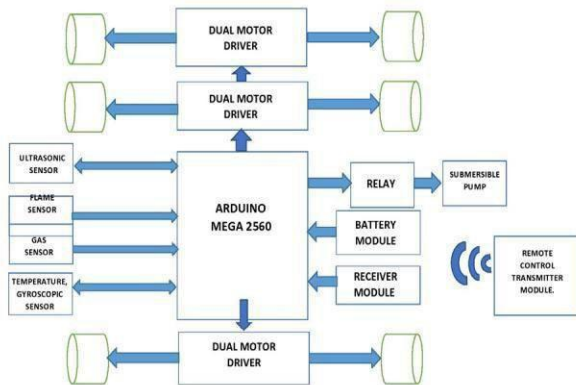 DUAL MOTOR
DRIVER
DUAL MOTOR
DRIVER
ULTRASONIC
SENSOR
FLAME
SENSOR
GAS
SENSOR
TEMPERATURE,
GYROSCOPIC
SENSOR
ARDUINO
MEGA 2560
RELAY
SUBMERSIBLE
PUMP
BATTERY
MODULE
RECEIVER
MODULE
REMOTE
CONTROL
TRANSMITTER
MODULE.
DUAL MOTOR
DRIVER